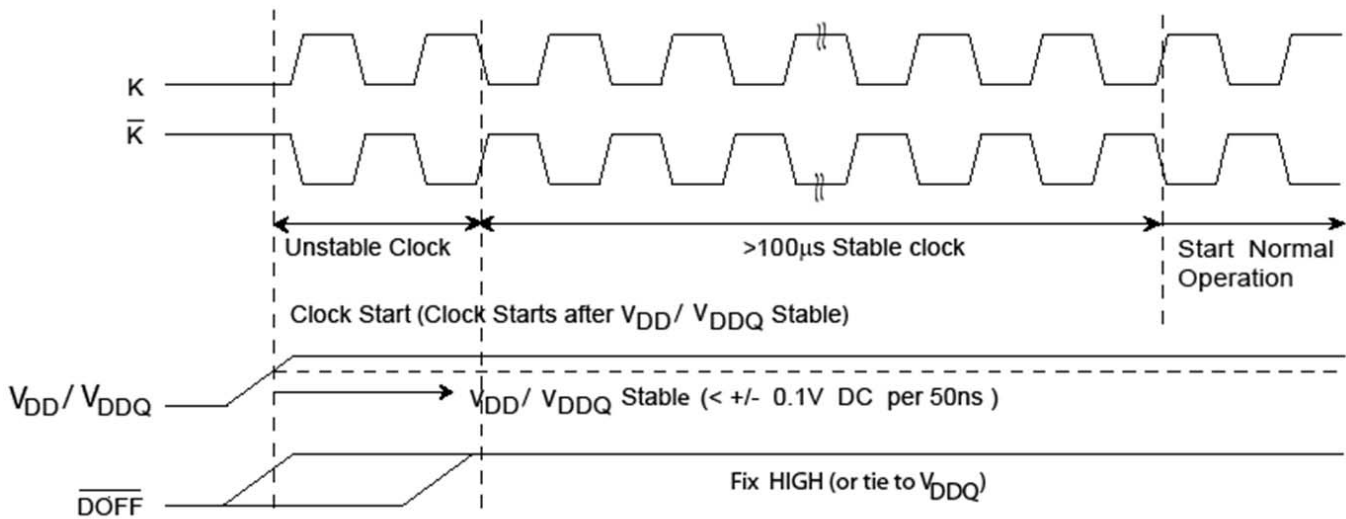 K
K̅
Unstable Clock
>100μs Stable clock
Start Normal
Operation
Clock Start (Clock Starts after VDD/ VDDQ Stable)
VDD/ VDDQ
VDD/ VDDQ Stable (< +/- 0.1V DC per 50ns )
D̅O̅F̅F̅
Fix HIGH (or tie to VDDQ)